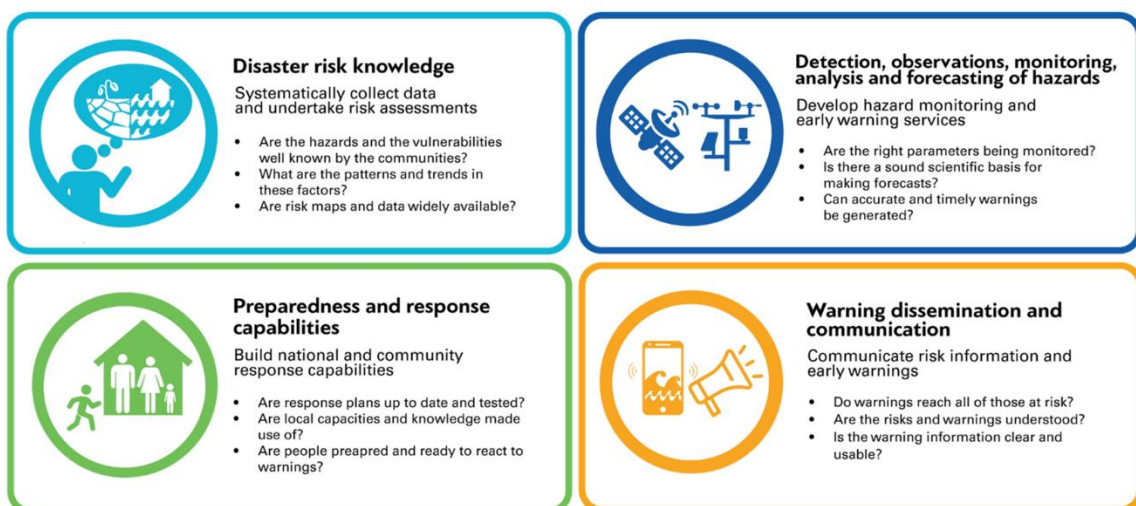 Disaster risk knowledge
Systematically collect data
and undertake risk assessments
• Are the hazards and the vulnerabilities
well known by the communities?
• What are the patterns and trends in
these factors?
• Are risk maps and data widely available?
Detection, observations, monitoring,
analysis and forecasting of hazards
Develop hazard monitoring and
early warning services
• Are the right parameters being monitored?
• Is there a sound scientific basis for
making forecasts?
• Can accurate and timely warnings
be generated?
Preparedness and response
capabilities
Build national and community
response capabilities
• Are response plans up to date and tested?
• Are local capacities and knowledge made
use of?
• Are people preapred and ready to react to
warnings?
Warning dissemination and
communication
Communicate risk information and
early warnings
• Do warnings reach all of those at risk?
• Are the risks and warnings understood?
• Is the warning information clear and
usable?